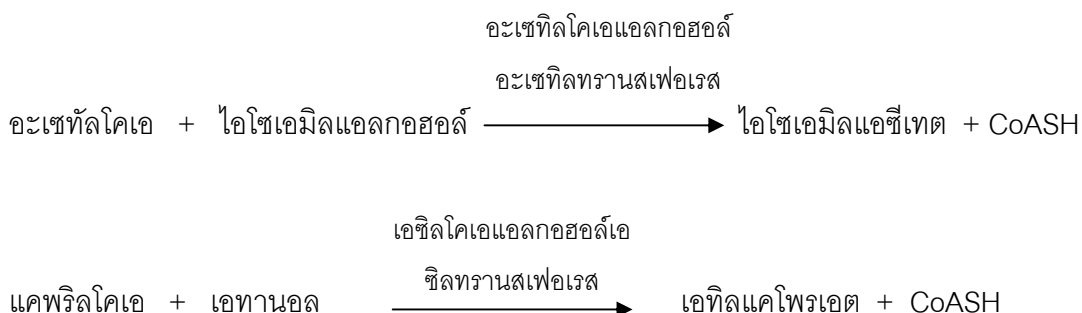 อะเซทิลโคเอแอลกอฮอล์
อะเซทิลทรานสเฟอเรส
อะเซทัลโคเอ + ไอโซเอมิลแอลกอฮอล์ ไอโซเอมิลแอซีเทต + CoASH
เอซิลโคเอแอลกอฮอล์เอ
ซิลทรานสเฟอเรส
แคพริลโคเอ + เอทานอล เอทิลแคโพรเอต + CoASH